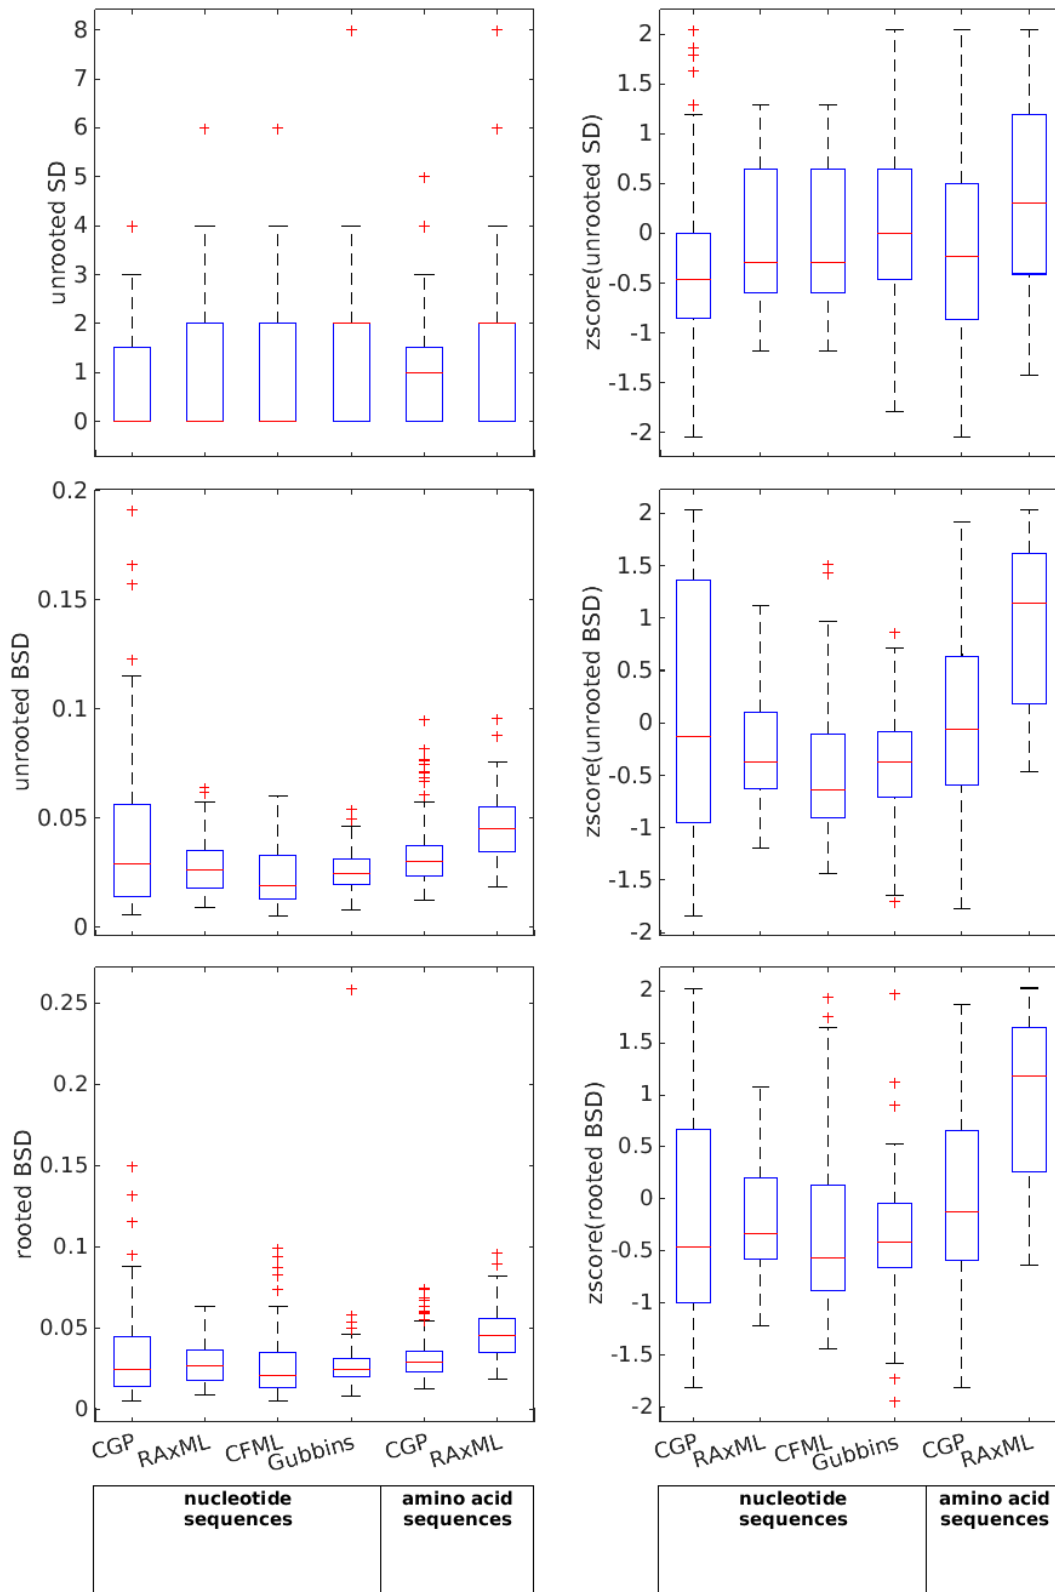 8
7
6
5
4
3
2
1
0
unrooted SD
2
1.5
1
0.5
0
-0.5
-1
-1.5
-2
zscore(unrooted SD)
0.2
0.15
0.1
0.05
0
unrooted BSD
2
1.5
1
0.5
0
-0.5
-1
-1.5
-2
zscore(unrooted BSD)
0.25
0.2
0.15
0.1
0.05
0
rooted BSD
2
1.5
1
0.5
0
-0.5
-1
-1.5
-2
zscore(rooted BSD)
CGP RAxML CFML Gubbins CGP RAxML
CGP RAxML CFML Gubbins CGP RAxML
nucleotide
sequences
amino acid
sequences
nucleotide
sequences
amino acid
sequences